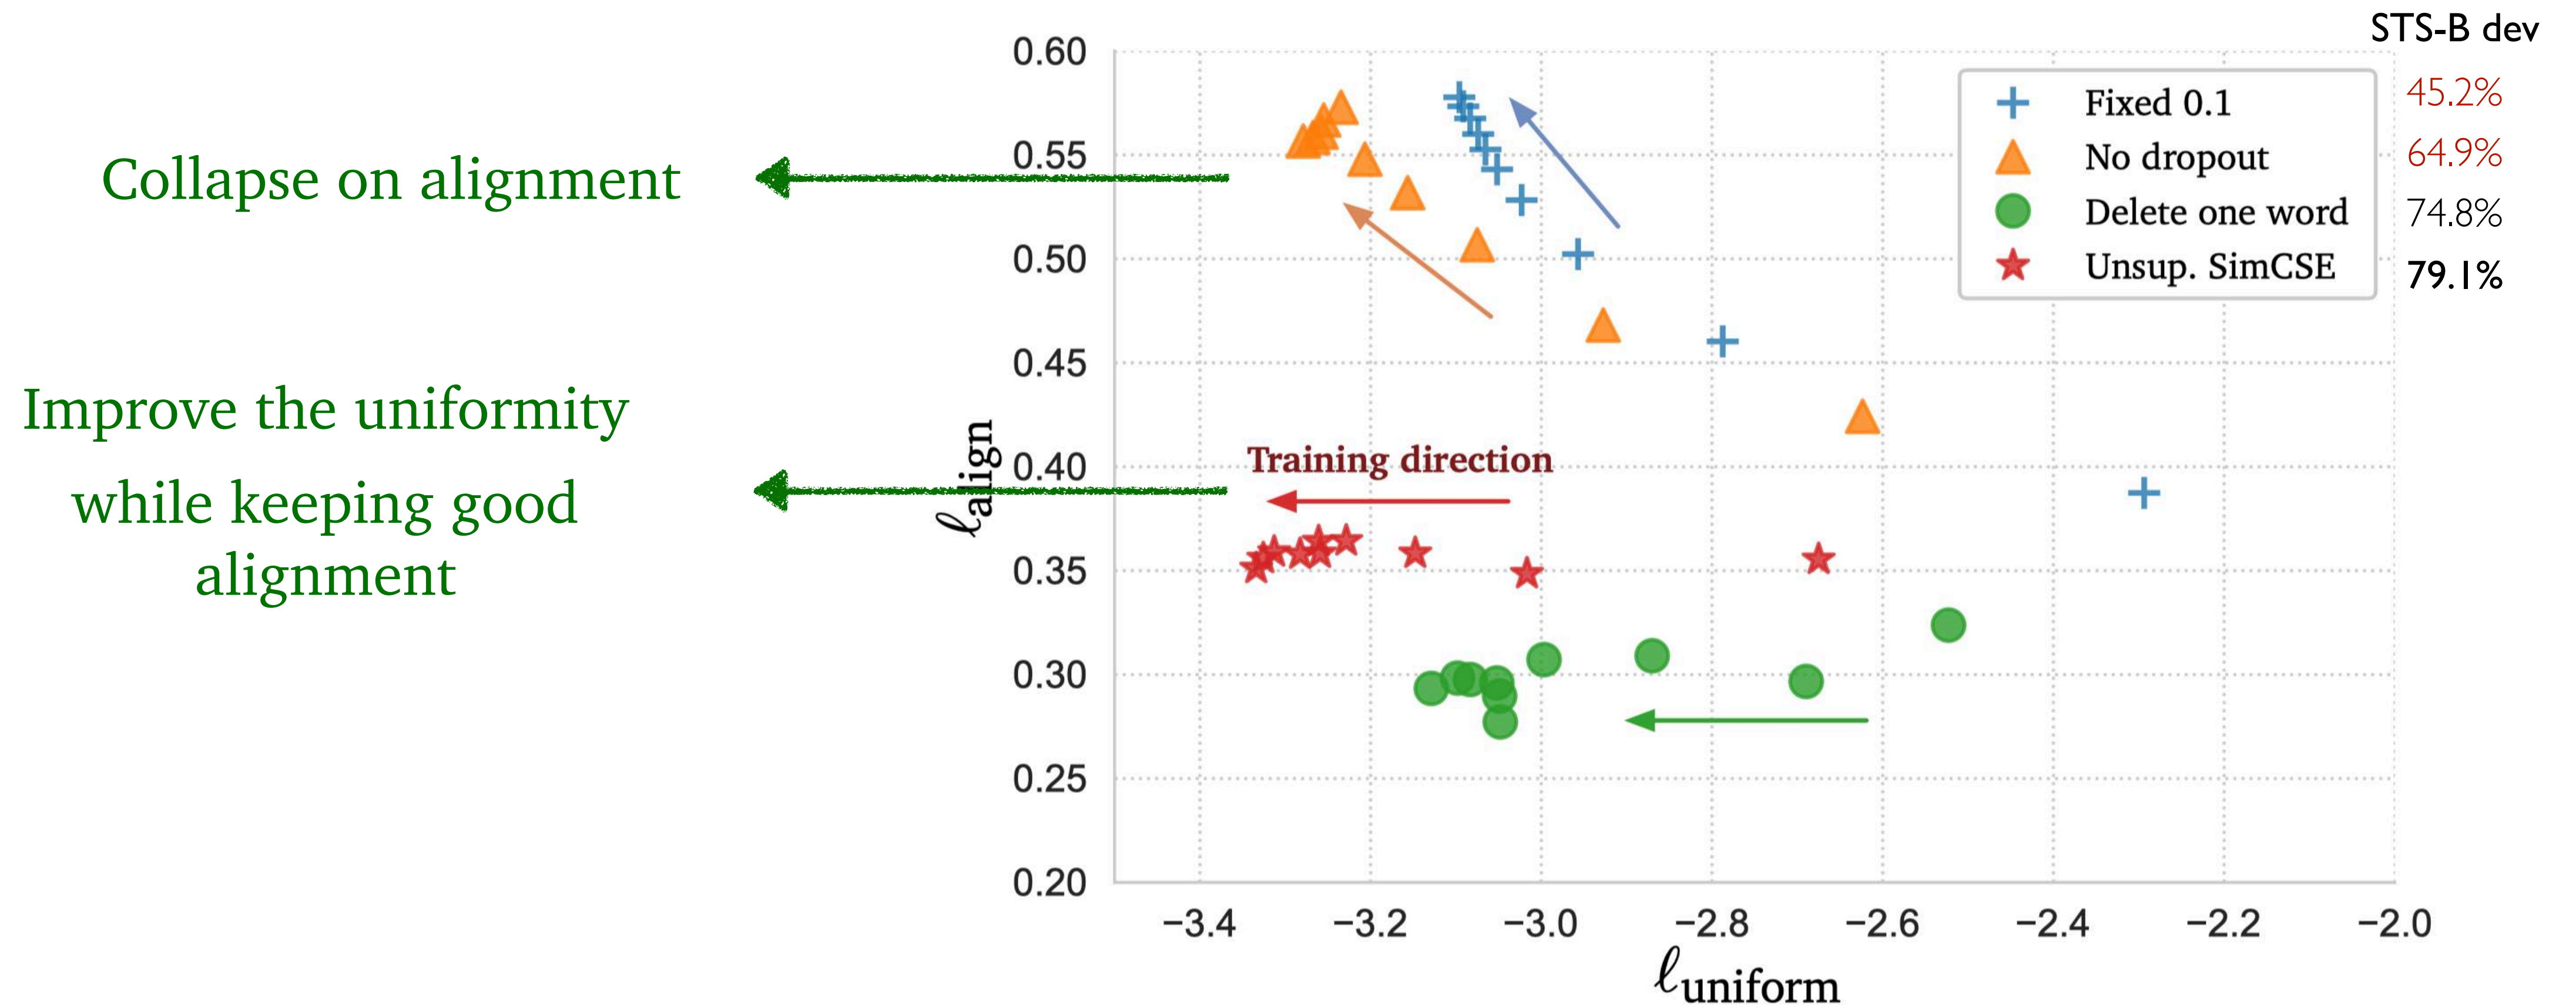 STS-B dev
Fixed 0.1 45.2%
No dropout 64.9%
Delete one word 74.8%
Unsup. SimCSE 79.1%
Collapse on alignment
Improve the uniformity
while keeping good
alignment
Training direction
ℓalign
0.60
0.55
0.50
0.45
0.40
0.35
0.30
0.25
0.20
−3.4 −3.2 −3.0 −2.8 −2.6 −2.4 −2.2 −2.0
ℓuniform